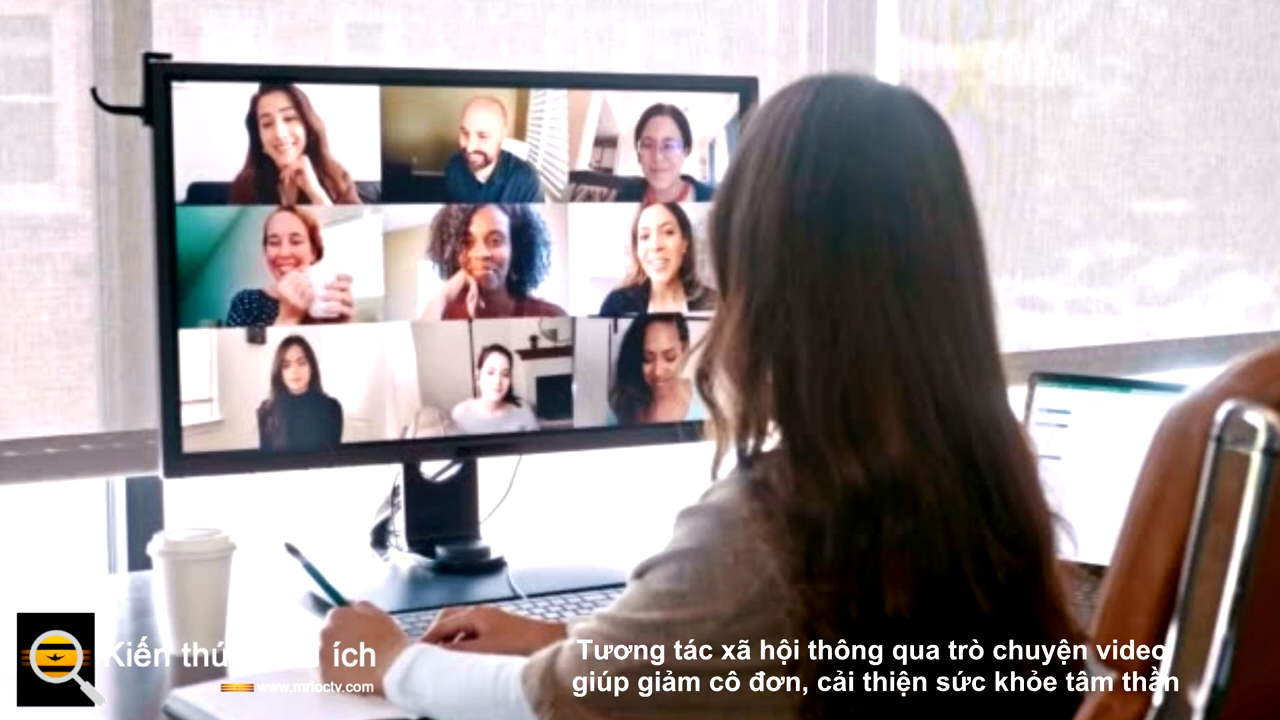 Kiến ích
www.mrloctv.com
Tương tác xã hội thông qua trò chuyện video
giúp giảm cô đơn, cải thiện sức khỏe tâm thần